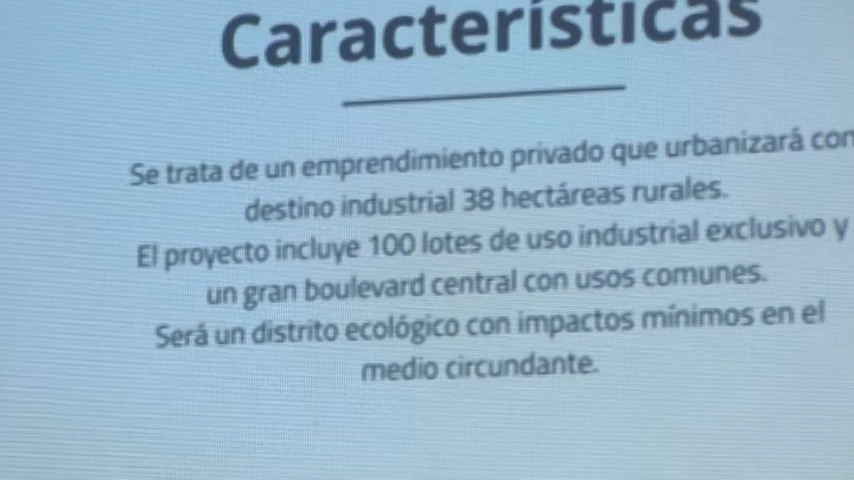 Características
Se trata de un emprendimiento privado que urbanizará con
destino industrial 38 hectáreas rurales.
El proyecto incluye 100 lotes de uso industrial exclusivo y
un gran boulevard central con usos comunes.
Será un distrito ecológico con impactos mínimos en el
medio circundante.